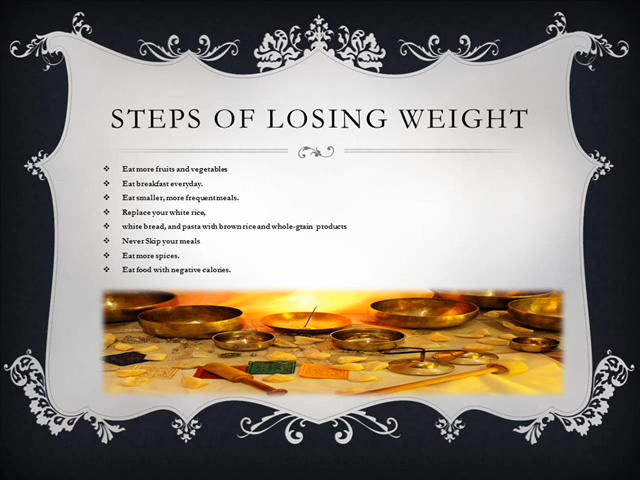 STEPS OF LOSING WEIGHT
Eat more fruits and vegetables
Eat breakfast everyday.
Eat smaller, more frequent meals.
Replace your white rice,
white bread, and pasta with brown rice and whole-grain products
Never Skip your meals
Eat more spices.
Eat food with negative calories.